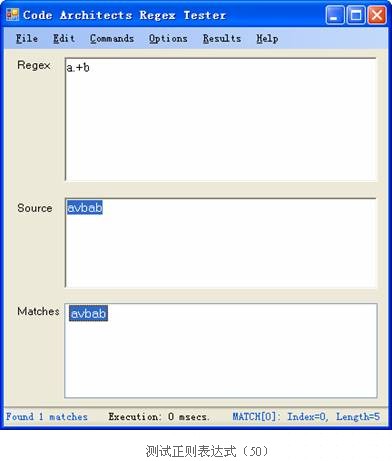 Code Architects Regex Tester
File Edit Commands Options Results Help
Regex
a.+b
Source
avbab
Matches
avbab
Found 1 matches Execution: 0 msecs. MATCH[0]: Index=0, Length=5
测试正则表达式（50）